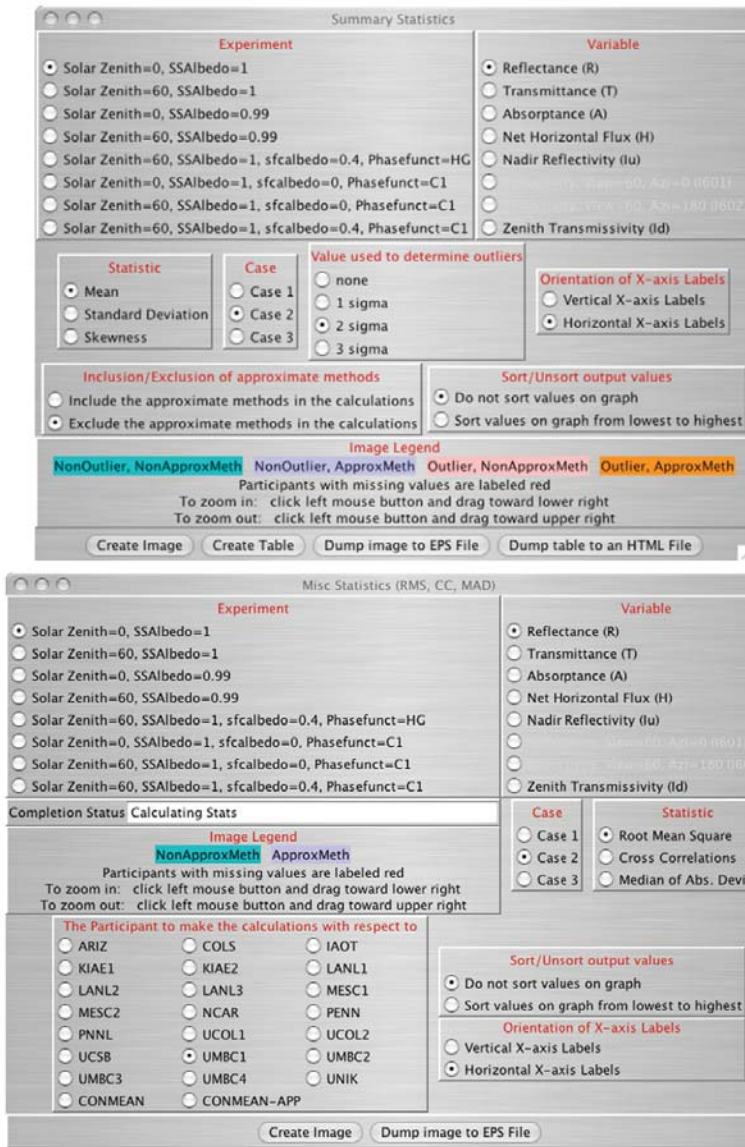 Summary Statistics
Experiment
Solar Zenith=0, SSAlbedo=1
Solar Zenith=60, SSAlbedo=1
Solar Zenith=0, SSAlbedo=0.99
Solar Zenith=60, SSAlbedo=0.99
Solar Zenith=60, SSAlbedo=1, sfcalbedo=0.4, Phasefunct=HG
Solar Zenith=0, SSAlbedo=1, sfcalbedo=0, Phasefunct=C1
Solar Zenith=60, SSAlbedo=1, sfcalbedo=0, Phasefunct=C1
Solar Zenith=60, SSAlbedo=1, sfcalbedo=0.4, Phasefunct=C1
Variable
Reflectance (R)
Transmittance (T)
Absorptance (A)
Net Horizontal Flux (H)
Nadir Reflectivity (Iu)
View=60, Azi=0
View=60, Azi=180
Zenith Transmissivity (Id)
Statistic
Mean
Standard Deviation
Skewness
Case
Case 1
Case 2
Case 3
Value used to determine outliers
none
1 sigma
2 sigma
3 sigma
Orientation of X-axis Labels
Vertical X-axis Labels
Horizontal X-axis Labels
Inclusion/Exclusion of approximate methods
Include the approximate methods in the calculations
Exclude the approximate methods in the calculations
Sort/Unsort output values
Do not sort values on graph
Sort values on graph from lowest to highest
Image Legend
NonOutlier, NonApproxMeth NonOutlier, ApproxMeth Outlier, NonApproxMeth Outlier, ApproxMeth
Participants with missing values are labeled red
To zoom in: click left mouse button and drag toward lower right
To zoom out: click left mouse button and drag toward upper right
Create Image Create Table Dump image to EPS File Dump table to an HTML File
Misc Statistics (RMS, CC, MAD)
Experiment
Solar Zenith=0, SSAlbedo=1
Solar Zenith=60, SSAlbedo=1
Solar Zenith=0, SSAlbedo=0.99
Solar Zenith=60, SSAlbedo=0.99
Solar Zenith=60, SSAlbedo=1, sfcalbedo=0.4, Phasefunct=HG
Solar Zenith=0, SSAlbedo=1, sfcalbedo=0, Phasefunct=C1
Solar Zenith=60, SSAlbedo=1, sfcalbedo=0, Phasefunct=C1
Solar Zenith=60, SSAlbedo=1, sfcalbedo=0.4, Phasefunct=C1
Variable
Reflectance (R)
Transmittance (T)
Absorptance (A)
Net Horizontal Flux (H)
Nadir Reflectivity (Iu)
View=60, Azi=0
View=60, Azi=180
Zenith Transmissivity (Id)
Completion Status Calculating Stats
Image Legend
NonApproxMeth ApproxMeth
Participants with missing values are labeled red
To zoom in: click left mouse button and drag toward lower right
To zoom out: click left mouse button and drag toward upper right
Case
Case 1
Case 2
Case 3
Statistic
Root Mean Square
Cross Correlations
Median of Abs. Devi
The Participant to make the calculations with respect to
ARIZ COLS IAOT
KIAE1 KIAE2 LANL1
LANL2 LANL3 MESC1
MESC2 NCAR PENN
PNNL UCOL1 UCOL2
UCSB UMBC1 UMBC2
UMBC3 UMBC4 UNIK
CONMEAN CONMEAN-APP
Sort/Unsort output values
Do not sort values on graph
Sort values on graph from lowest to highest
Orientation of X-axis Labels
Vertical X-axis Labels
Horizontal X-axis Labels
Create Image Dump image to EPS File